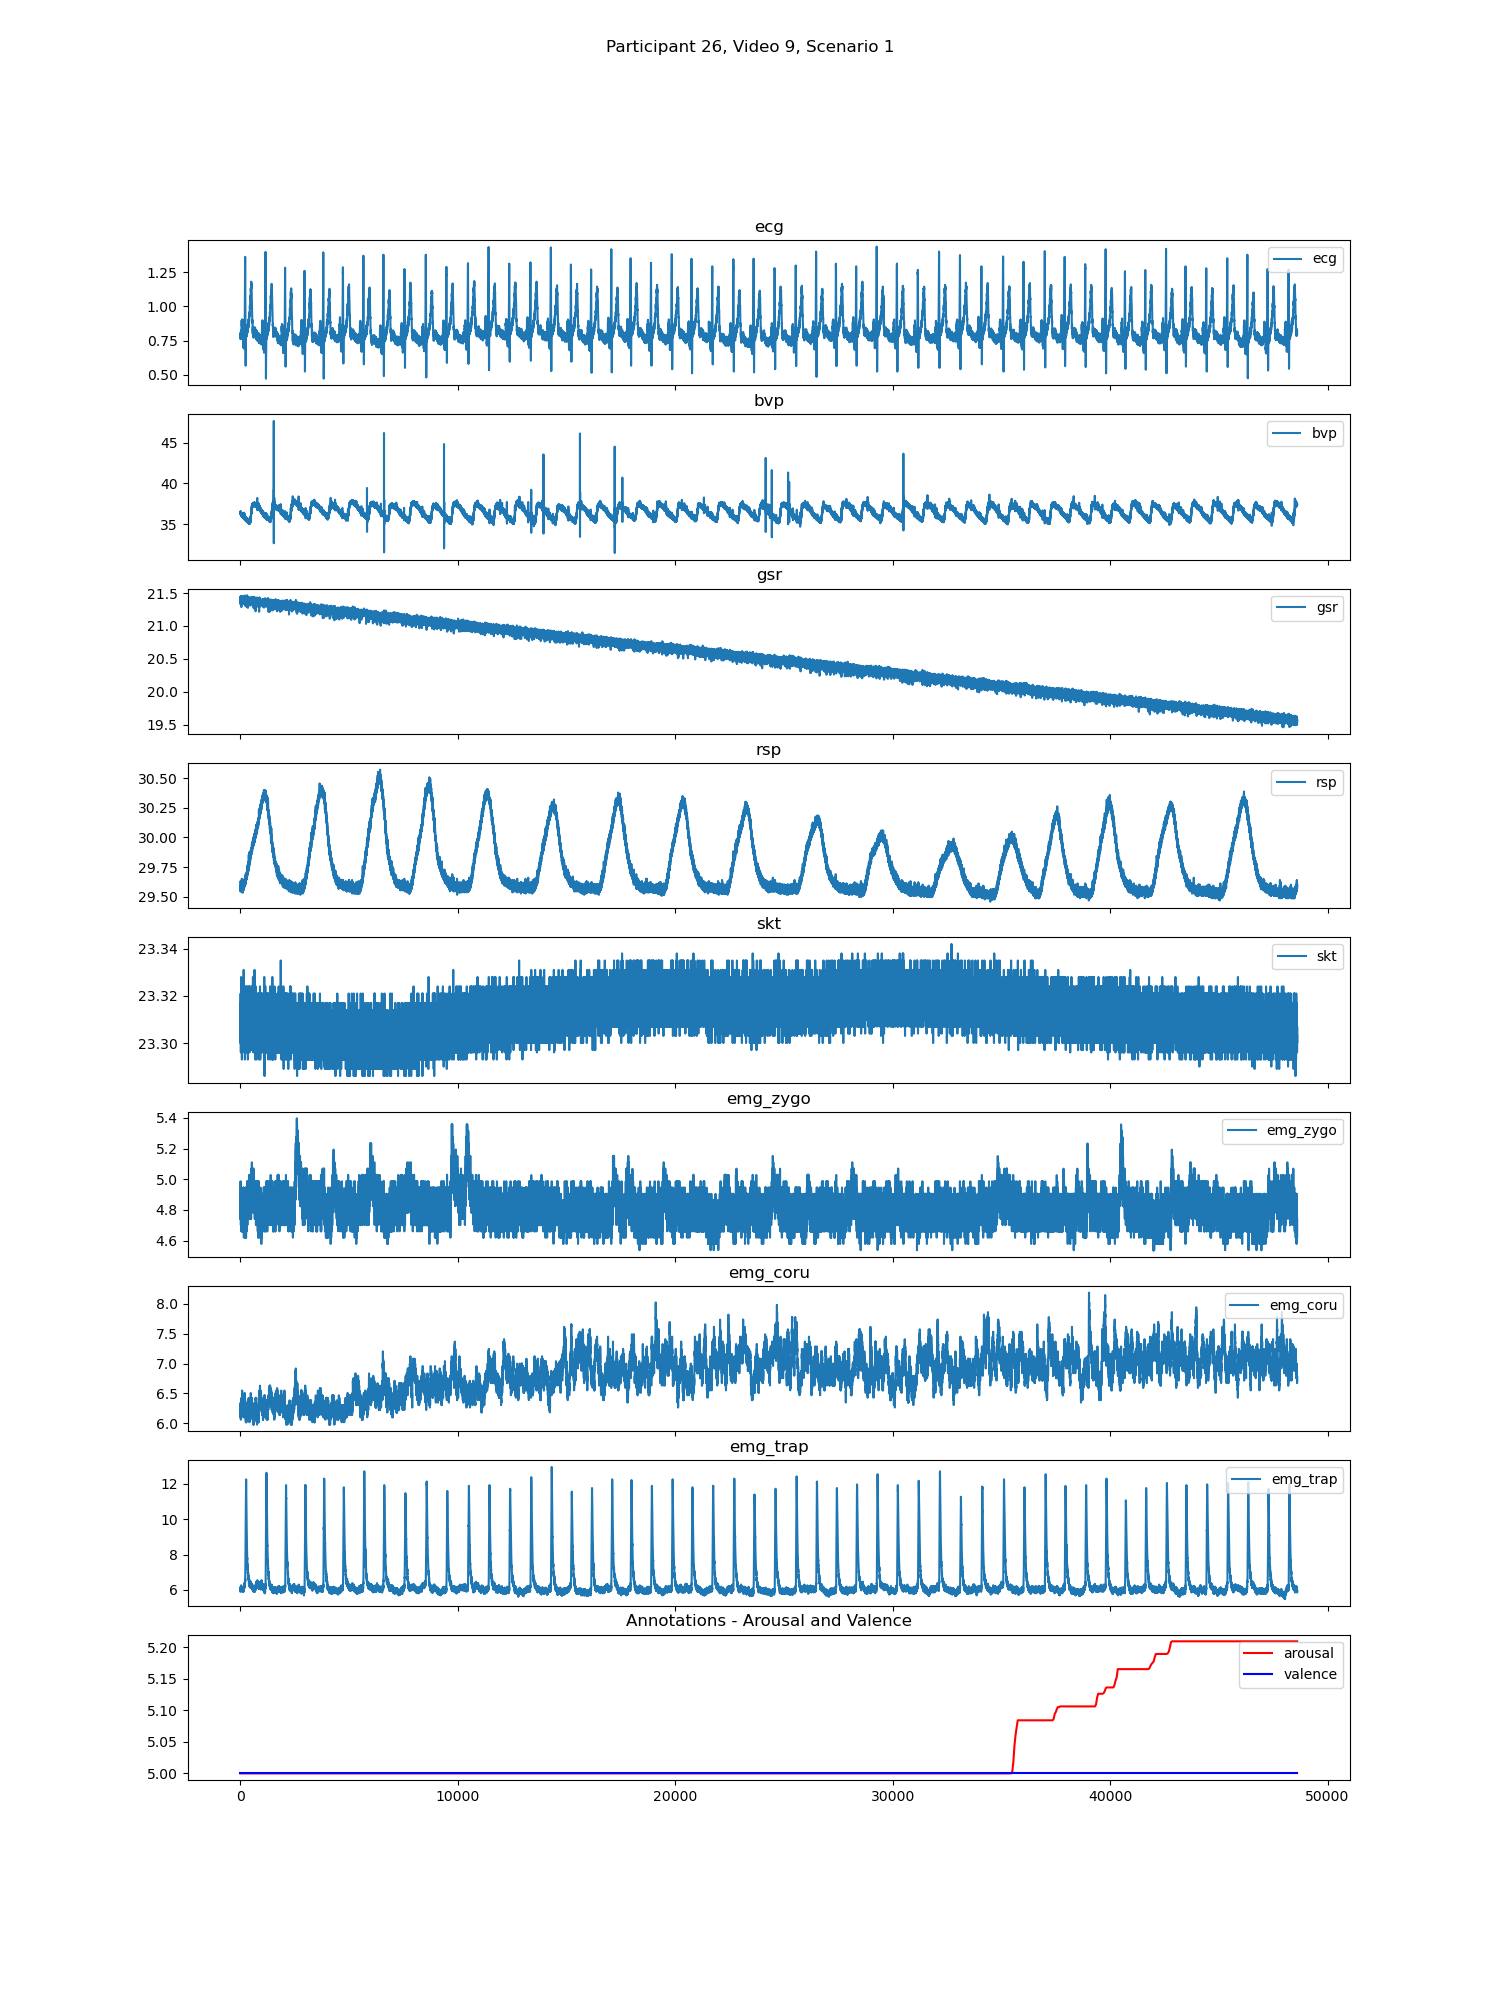 Participant 26, Video 9, Scenario 1
ecg
1.25
1.00
0.75
0.50
ecg
bvp
45
40
35
bvp
gsr
21.5
21.0
20.5
20.0
19.5
gsr
rsp
30.50
30.25
30.00
29.75
29.50
rsp
skt
23.34
23.32
23.30
skt
emg_zygo
5.4
5.2
5.0
4.8
4.6
emg_zygo
emg_coru
8.0
7.5
7.0
6.5
6.0
emg_coru
emg_trap
12
10
8
6
emg_trap
Annotations - Arousal and Valence
5.20
5.15
5.10
5.05
5.00
arousal
valence
0 10000 20000 30000 40000 50000